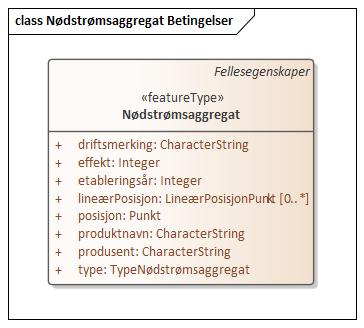 class Nødstrømsaggregat Betingelser
Fellesegenskaper
«featureType»
Nødstrømsaggregat
+ driftsmerking: CharacterString
+ effekt: Integer
+ etableringsår: Integer
+ lineærPosisjon: LineærPosisjonPunkt [0..*]
+ posisjon: Punkt
+ produktnavn: CharacterString
+ produsent: CharacterString
+ type: TypeNødstrømsaggregat